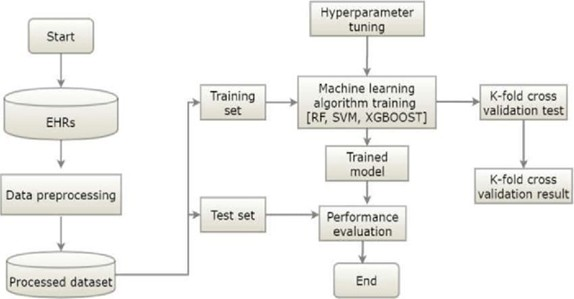 Start
EHRs
Data preprocessing
Processed dataset
Training
set
Test set
Hyperparameter
tuning
Machine learning
algorithm training
[RF, SVM, XGBOOST]
Trained
model
Performance
evaluation
End
K-fold cross
validation test
K-fold cross
validation result